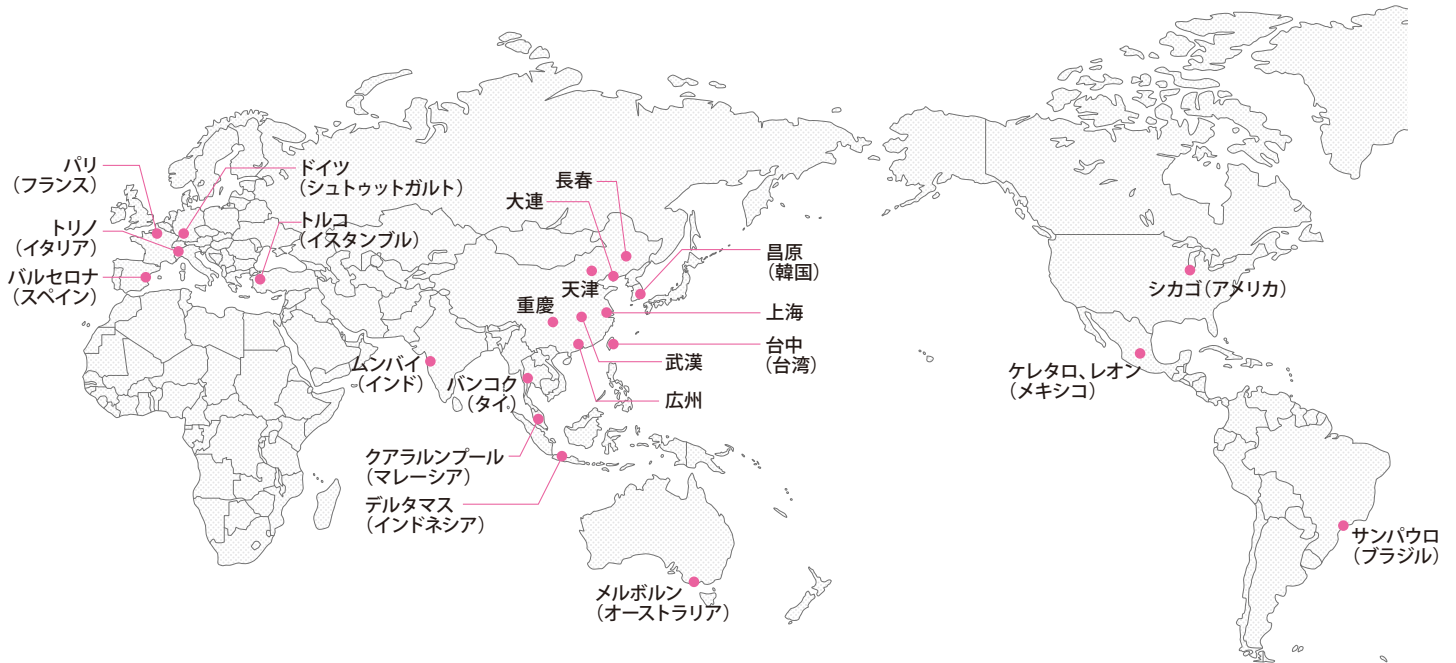 パリ
（フランス）
トリノ
（イタリア）
バルセロナ
（スペイン）
ドイツ
（シュトゥットガルト）
トルコ
（イスタンブル）
長春
大連
天津
重慶
昌原
（韓国）
上海
台中
（台湾）
武漢
広州
ムンバイ
（インド）
バンコク
（タイ）
クアラルンプール
（マレーシア）
デルタマス
（インドネシア）
メルボルン
（オーストラリア）
シカゴ（アメリカ）
ケレタロ、レオン
（メキシコ）
サンパウロ
（ブラジル）